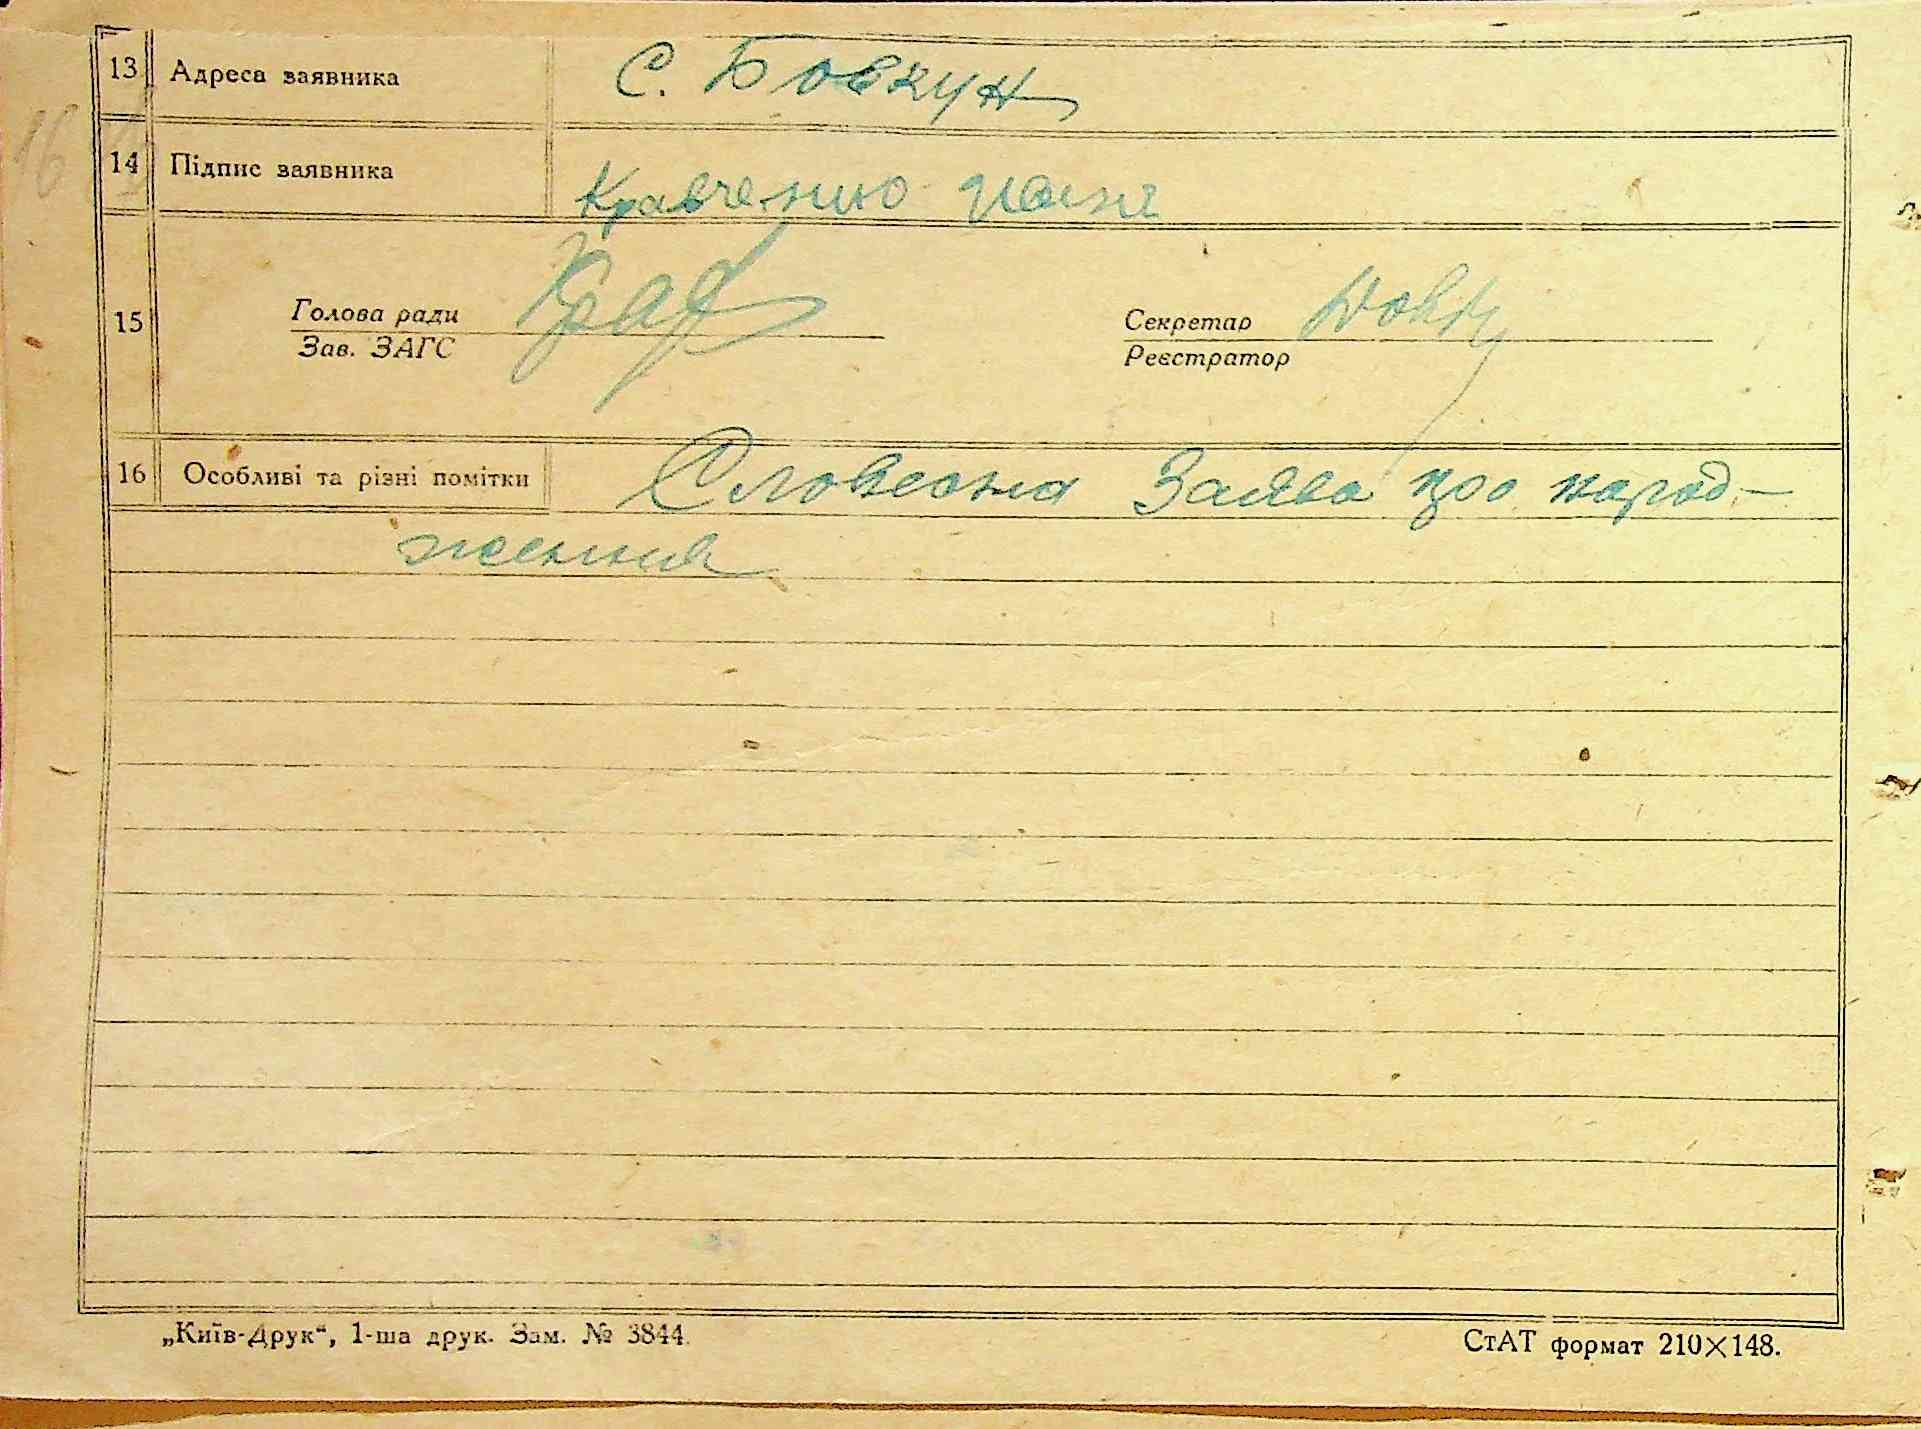 13 Адреса заявника С. Бовкун
14 Підпис заявника Кравченко
15 Голова ради Секретар
Зав. ЗАГС Реєстратор
16 Особливі та різні помітки Словесна Заява про народ-
ження
„Київ-Друк“, 1-ша друк. Зам. № 3844. СтАТ формат 210×148.